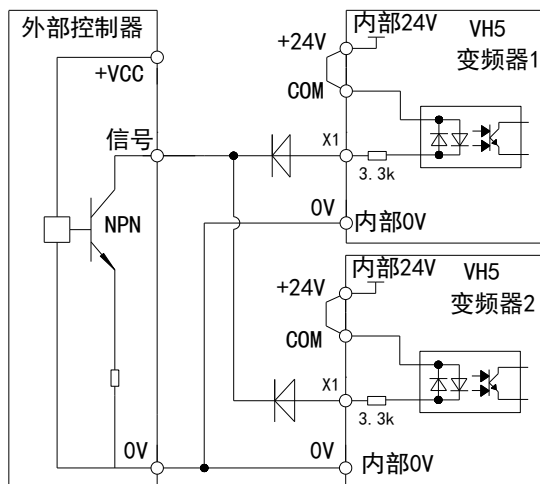 外部控制器
+VCC
信号
NPN
0V
+24V
内部24V
VH5
变频器1
COM
X1
3.3k
0V
内部0V
+24V
内部24V
VH5
变频器2
COM
X1
3.3k
0V
内部0V